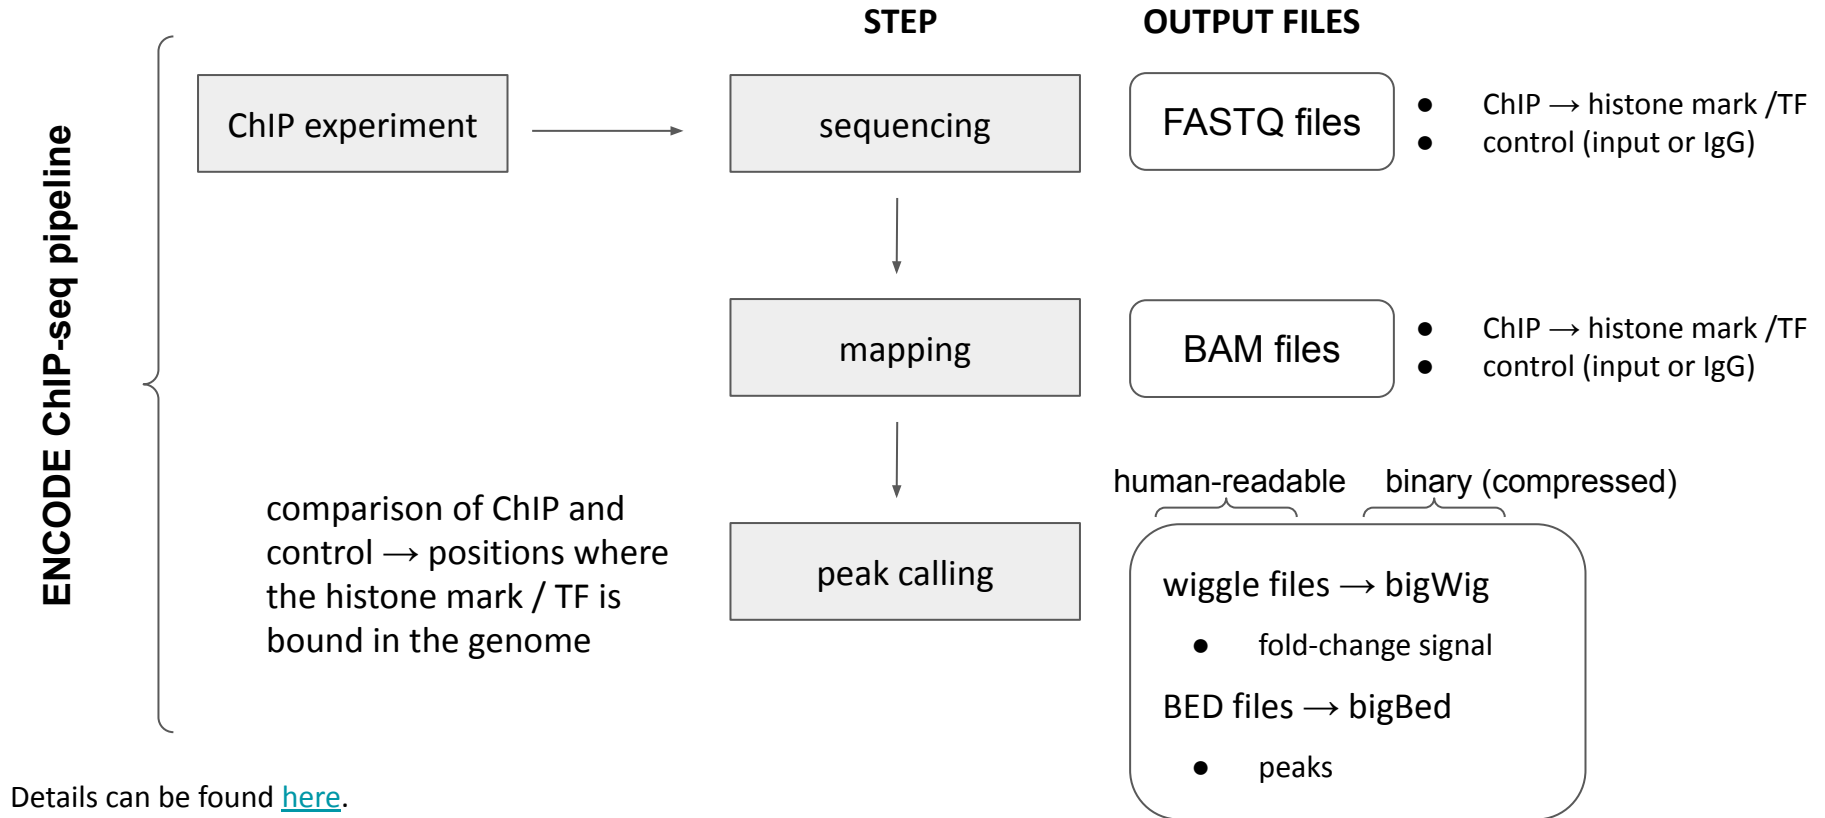 STEP
OUTPUT FILES
ENCODE ChIP-seq pipeline
ChIP experiment
sequencing
FASTQ files
● ChIP → histone mark /TF
● control (input or IgG)
mapping
BAM files
● ChIP → histone mark /TF
● control (input or IgG)
comparison of ChIP and
control → positions where
the histone mark / TF is
bound in the genome
peak calling
human-readable
binary (compressed)
wiggle files → bigWig
● fold-change signal
BED files → bigBed
● peaks
Details can be found here.